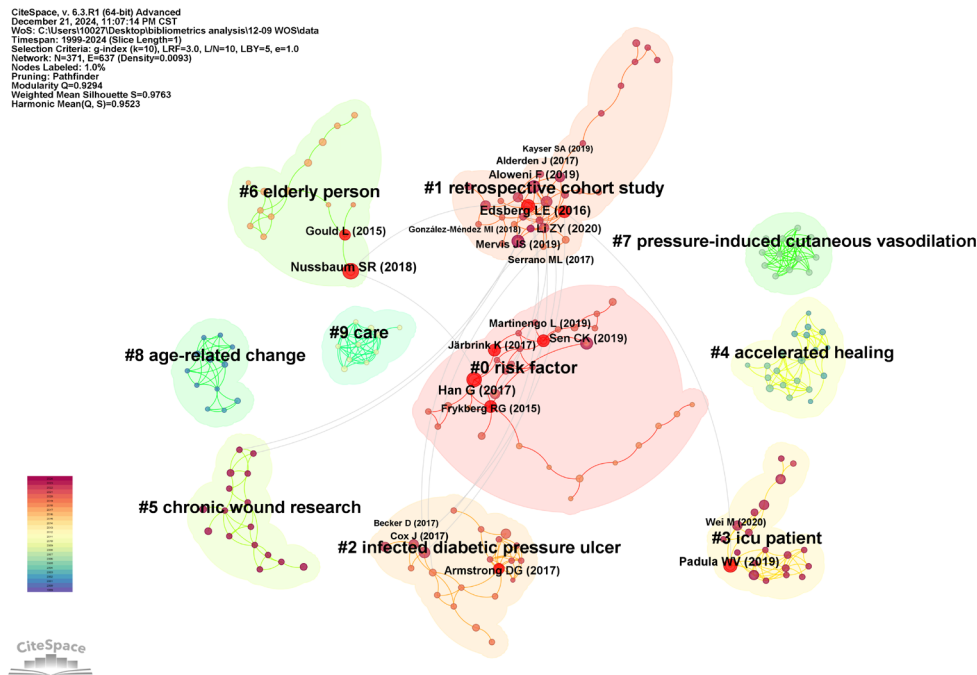 CiteSpace, v. 6.3.R1 (64-bit) Advanced
December 21, 2024, 11:07:14 PM CST
WoS: C:\Users\10027\Desktop\bibliometrics analysis\12-09 WOS\data
Timespan: 1999-2024 (Slice Length=1)
Selection Criteria: g-index (k=10), LRF=3.0, L/N=10, LBY=5, e=1.0
Network: N=371, E=637 (Density=0.0093)
Nodes Labeled: 1.0%
Pruning: Pathfinder
Modularity Q=0.9294
Weighted Mean Silhouette S=0.9763
Harmonic Mean(Q, S)=0.9523
Kayser SA (2019)
Alderden J (2017)
Aloweni F (2019)
#1 retrospective cohort study
#6 elderly person
Edsberg LE (2016)
González-Méndez MI (2018)
Li ZY (2020)
Gould L (2015)
Mervis JS (2019)
#7 pressure-induced cutaneous vasodilation
Serrano ML (2017)
Nussbaum SR (2018)
Martinengo L (2019)
#9 care
Sen CK (2019)
Järbrink K (2017)
#8 age-related change
#4 accelerated healing
#0 risk factor
Han G (2017)
Frykberg RG (2015)
#5 chronic wound research
Becker D (2017)
Wei M (2020)
Cox J (2017)
#3 icu patient
#2 infected diabetic pressure ulcer
Padula WV (2019)
Armstrong DG (2017)
CiteSpace